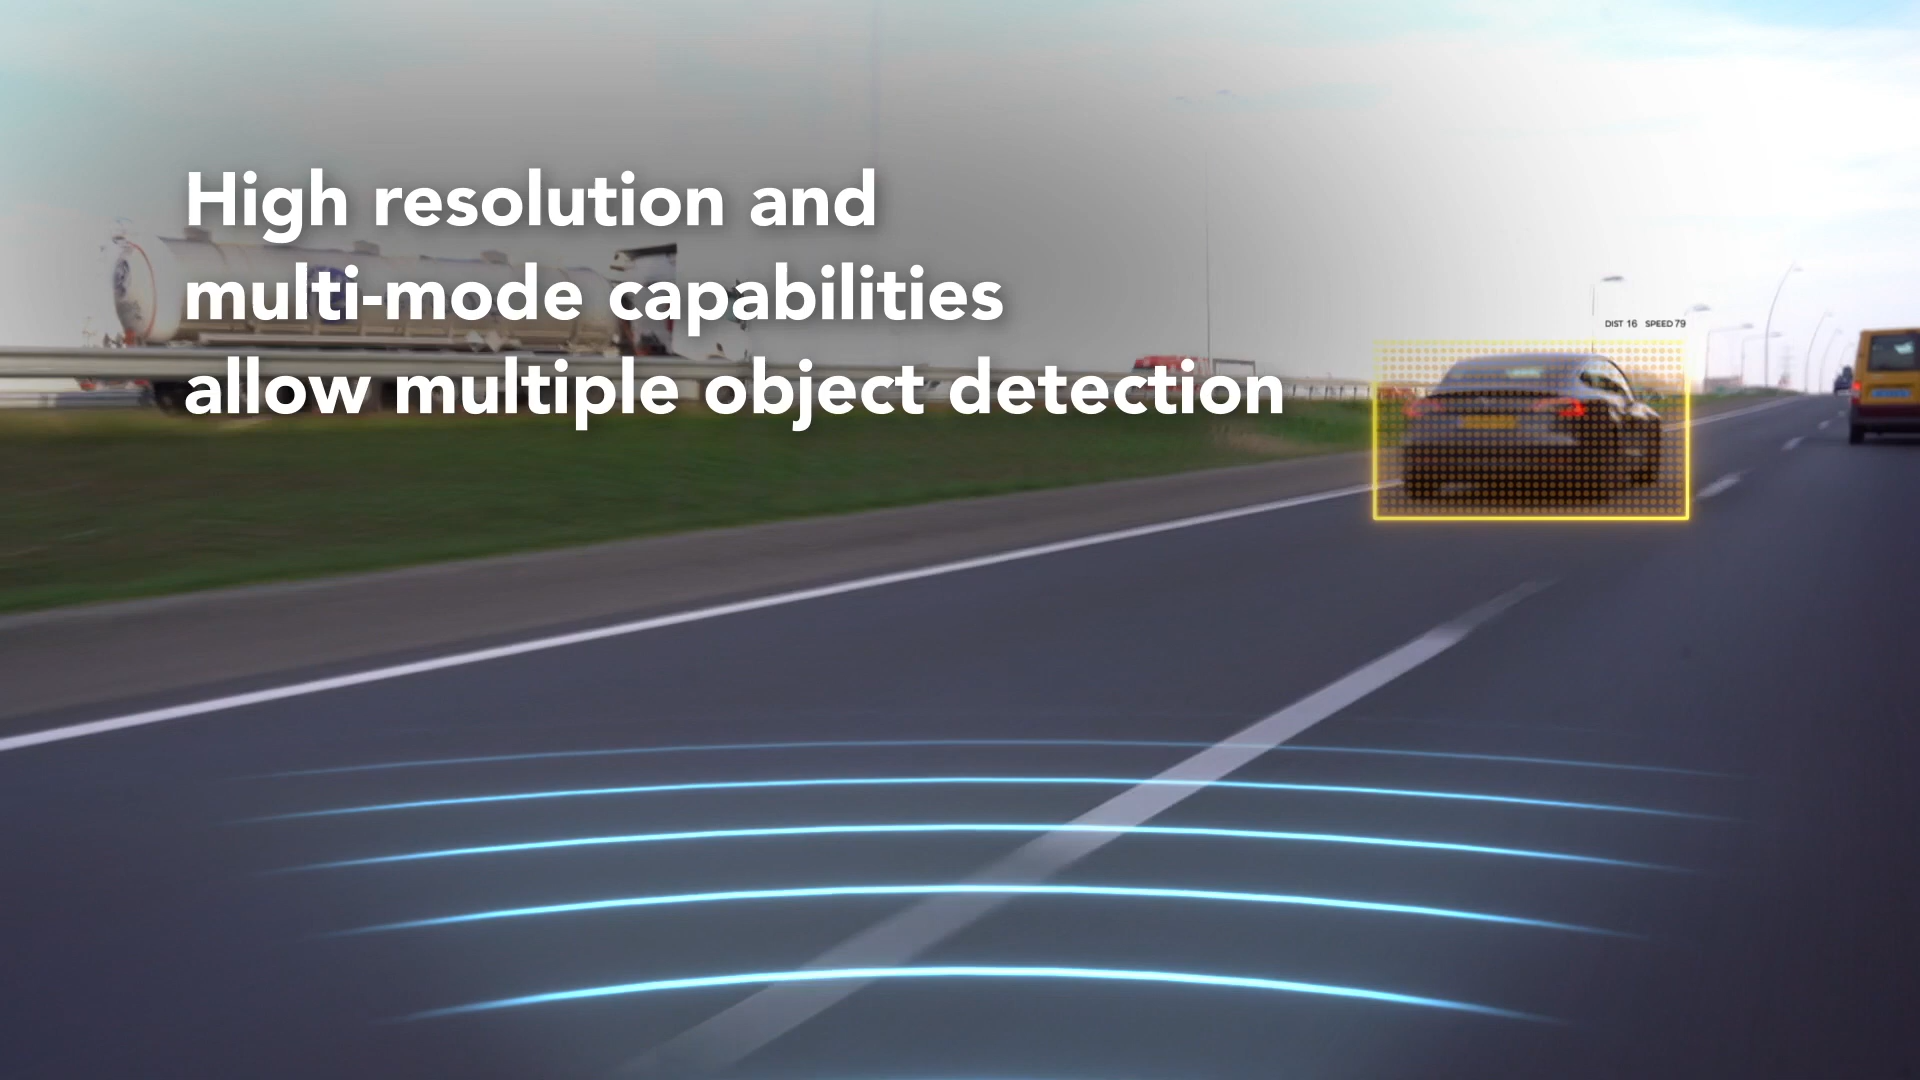 High resolution and
multi-mode capabilities
allow multiple object detection
DIST 16 SPEED 79